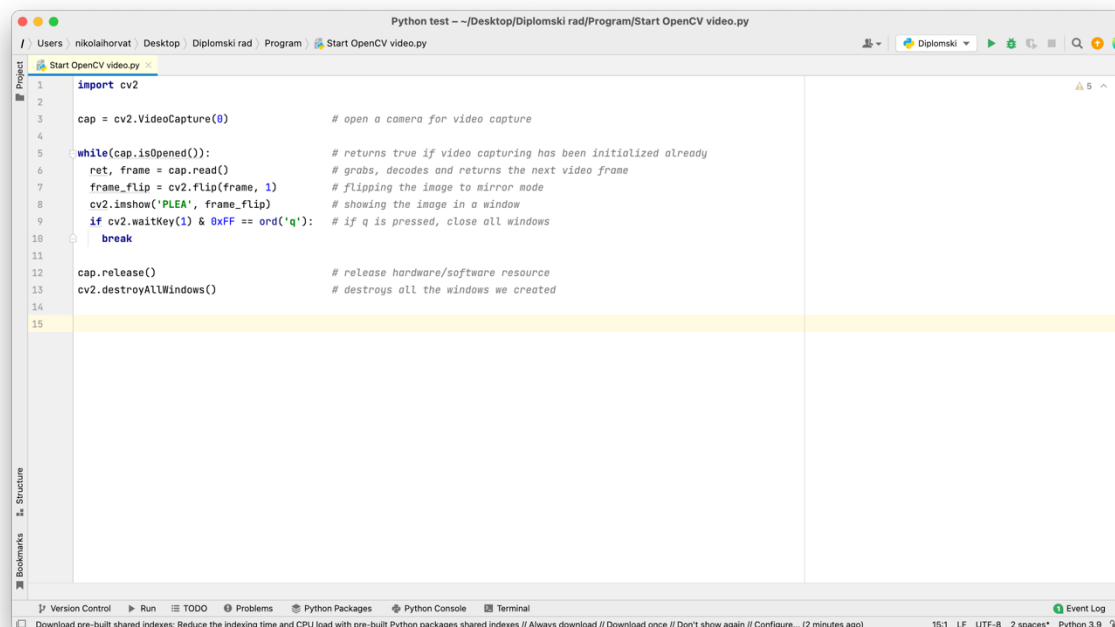 Python test – ~/Desktop/Diplomski rad/Program/Start OpenCV video.py
/ Users nikolaihorvat Desktop Diplomski rad Program Start OpenCV video.py Diplomski
Project
Start OpenCV video.py
5
1 import cv2
2
3 cap = cv2.VideoCapture(0) # open a camera for video capture
4
5 while(cap.isOpened()): # returns true if video capturing has been initialized already
6 ret, frame = cap.read() # grabs, decodes and returns the next video frame
7 frame_flip = cv2.flip(frame, 1) # flipping the image to mirror mode
8 cv2.imshow('PLEA', frame_flip) # showing the image in a window
9 if cv2.waitKey(1) & 0xFF == ord('q'): # if q is pressed, close all windows
10 break
11
12 cap.release() # release hardware/software resource
13 cv2.destroyAllWindows() # destroys all the windows we created
14
15
Structure
Bookmarks
Version Control Run TODO Problems Python Packages Python Console Terminal 1 Event Log
Download pre-built shared indexes: Reduce the indexing time and CPU load with pre-built Python packages shared indexes // Always download // Download once // Don't show again // Configure... (2 minutes ago) 15:1 LF UTF-8 2 spaces* Python 3.9